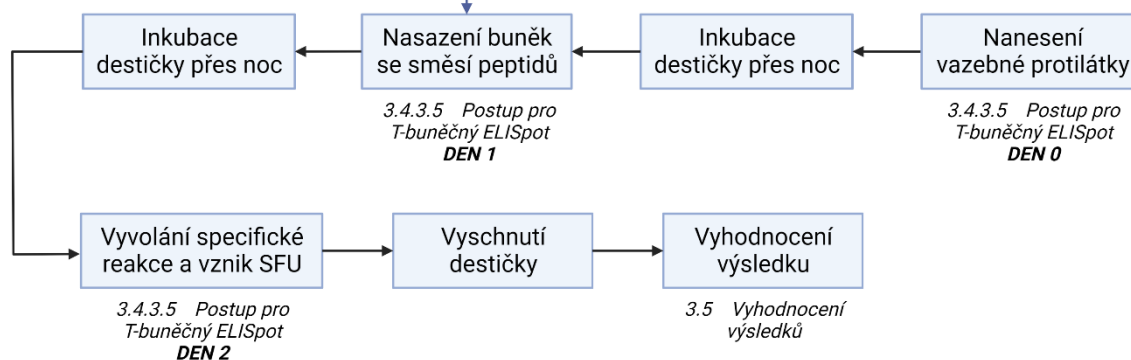 Inkubace
destičky přes noc
Nasazení buněk
se směsí peptidů
3.4.3.5 Postup pro
T-buněčný ELISpot
DEN 1
Inkubace
destičky přes noc
Nanesení
vazebné protilátky
3.4.3.5 Postup pro
T-buněčný ELISpot
DEN 0
Vyvolání specifické
reakce a vznik SFU
3.4.3.5 Postup pro
T-buněčný ELISpot
DEN 2
Vyschnutí
destičky
Vyhodnocení
výsledku
3.5 Vyhodnocení
výsledků